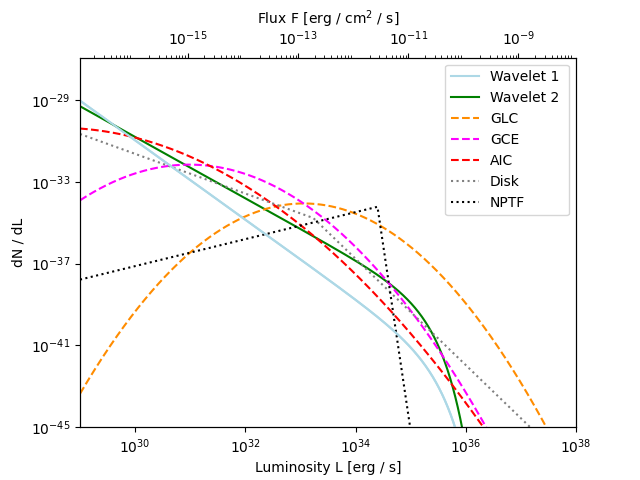 Flux F [erg / cm² / s]
10⁻¹⁵ 10⁻¹³ 10⁻¹¹ 10⁻⁹
Wavelet 1
Wavelet 2
GLC
GCE
AIC
Disk
NPTF
dN / dL
10⁻²⁹
10⁻³³
10⁻³⁷
10⁻⁴¹
10⁻⁴⁵
10³⁰ 10³² 10³⁴ 10³⁶ 10³⁸
Luminosity L [erg / s]